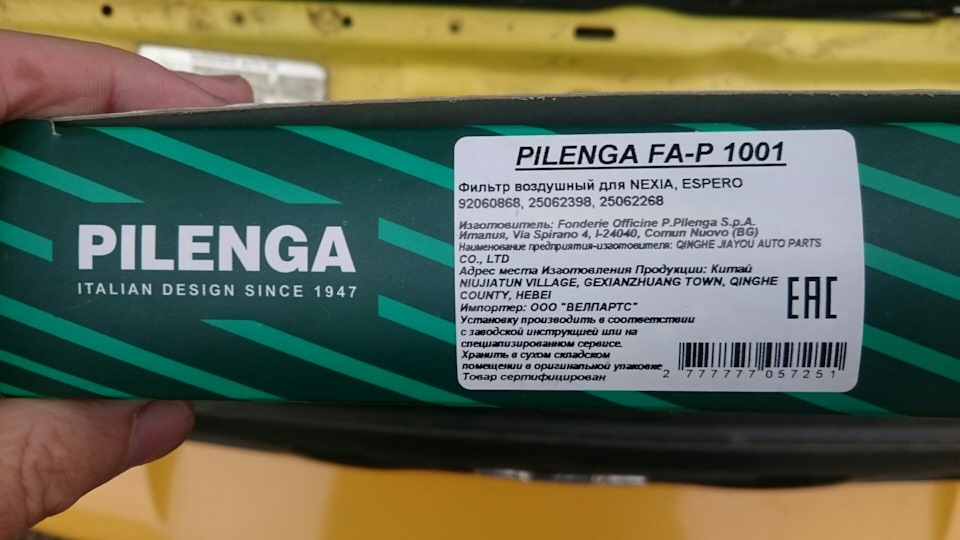 PILENGA
ITALIAN DESIGN SINCE 1947
PILENGA FA-P 1001
Фильтр воздушный для NEXIA, ESPERO
92060868, 25062398, 25062268
Изготовитель: Fonderie Officine P.Pilenga S.p.A.
Италия, Via Spirano 4, I-24040, Comun Nuovo (BG)
Наименование предприятия-изготовителя: QINGHE JIAYOU AUTO PARTS
CO., LTD
Адрес места Изготовления Продукции: Китай
NIUJIATUN VILLAGE, GEXIANZHUANG TOWN, QINGHE
COUNTY, HEBEI
Импортер: ООО "ВЕЛПАРТС"
Установку производить в соответствии
с заводской инструкцией или на
специализированном сервисе.
Хранить в сухом складском
помещении в оригинальной упаковке
Товар сертифицирован
EAC
2 777777 057251